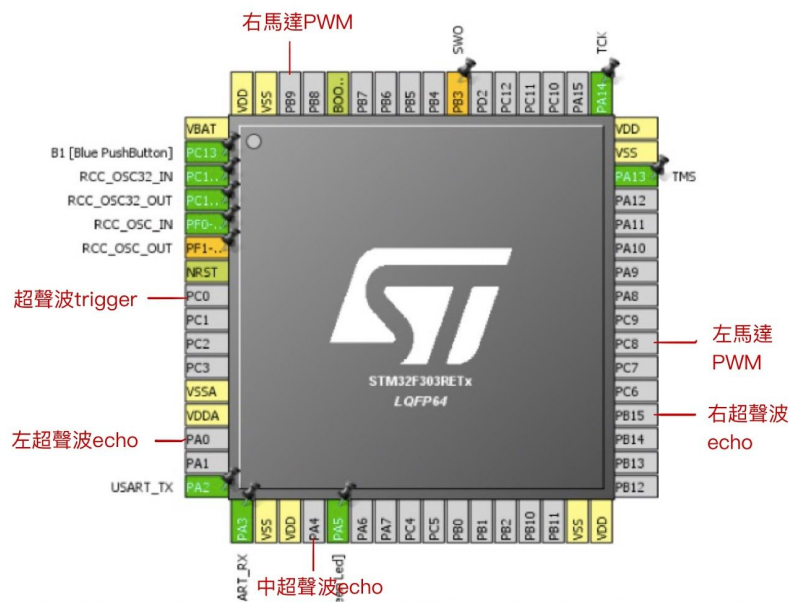 右馬達PWM
SWO
TCK
VDD
VSS
PB9
PB8
BOO..
PB7
PB6
PB5
PB4
PB3
PD2
PC12
PC11
PC10
PA15
PA14
VBAT
B1 [Blue PushButton] PC13
RCC_OSC32_IN PC1..
RCC_OSC32_OUT PC1..
RCC_OSC_IN PF0-..
RCC_OSC_OUT PF1-..
NRST
超聲波trigger PC0
PC1
PC2
PC3
VSSA
VDDA
左超聲波echo PA0
PA1
USART_TX PA2
STM32F303RETx
LQFP64
VDD
VSS
PA13 TMS
PA12
PA11
PA10
PA9
PA8
PC9
PC8 左馬達
PWM
PC7
PC6
PB15 右超聲波
echo
PB14
PB13
PB12
PA3
VSS
VDD
PA4
PA5
PA6
PA7
PC4
PC5
PB0
PB1
PB2
PB10
PB11
VSS
VDD
ART_RX
中超聲波echo
Led]